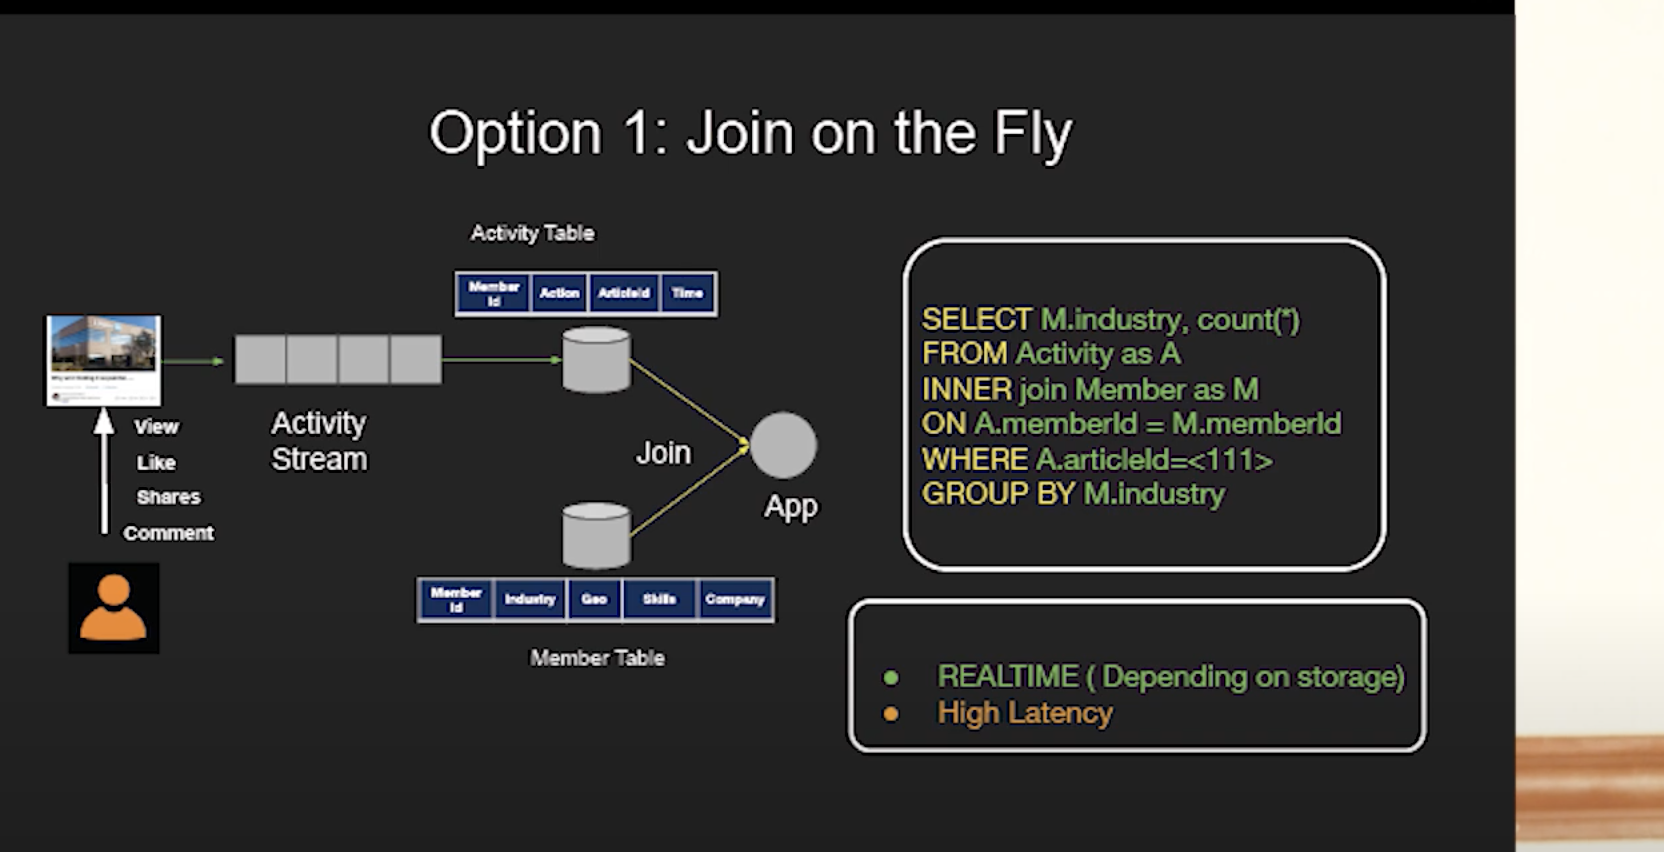 Option 1: Join on the Fly
Activity Table
Member Id
Action
ArticleId
Time
View
Like
Shares
Comment
Activity
Stream
Join
App
Member Id
Industry
Geo
Skills
Company
Member Table
SELECT M.industry, count(*)
FROM Activity as A
INNER join Member as M
ON A.memberId = M.memberId
WHERE A.articleId=<111>
GROUP BY M.industry
REALTIME ( Depending on storage)
High Latency